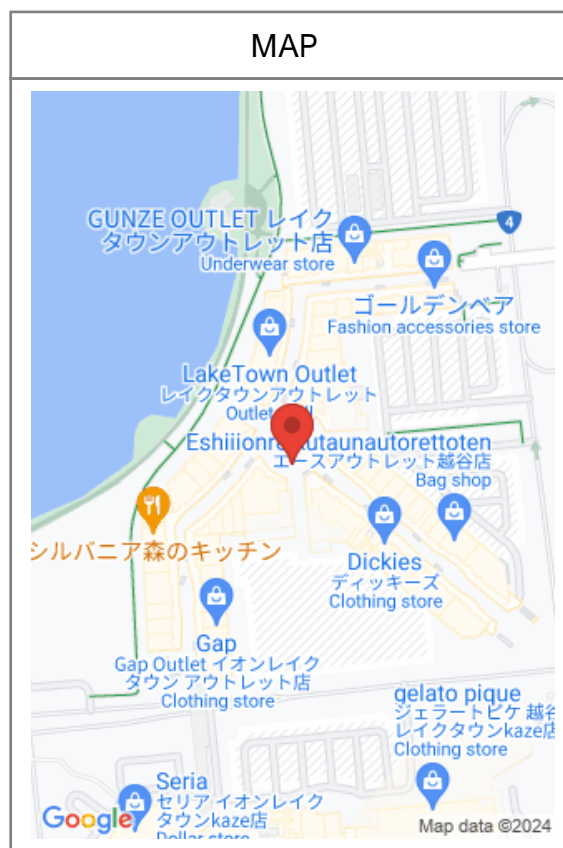 MAP
4
GUNZE OUTLET レイク
タウンアウトレット店
Underwear store
ゴールデンベア
Fashion accessories store
LakeTown Outlet
レイクタウンアウトレット
Outlet
Eshiiionre
utaunautorettoten
エースアウトレット越谷店
Bag shop
シルバニア森のキッチン
Dickies
ディッキーズ
Clothing store
Gap
Gap Outlet イオンレイク
タウン アウトレット店
Clothing store
gelato pique
ジェラートピケ 越谷
レイクタウンkaze店
Clothing store
Seria
セリア イオンレイク
タウンkaze店
Dollar store
Google
Map data ©2024